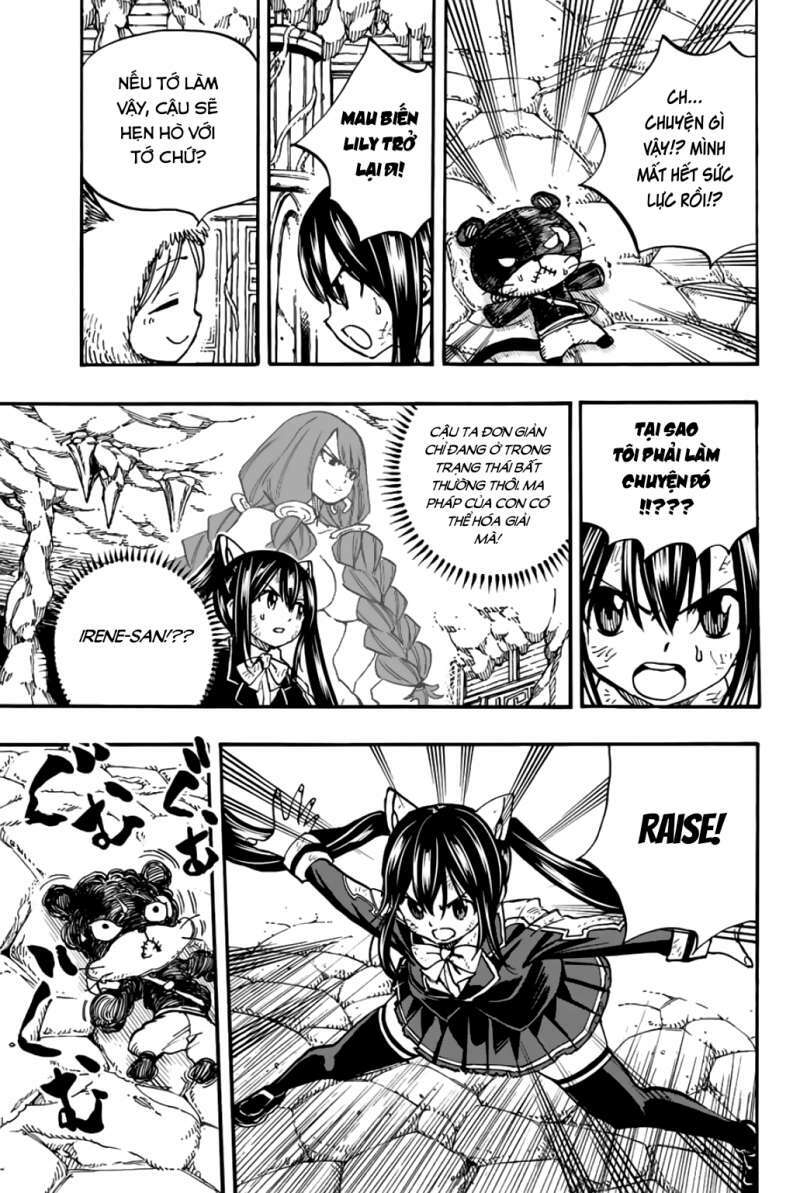 CH...
CHUYỆN GÌ
VẬY!? MÌNH
MẤT HẾT SỨC
LỰC RỒI!?
MAU BIẾN
LILY TRỞ
LẠI ĐI!
NẾU TỚ LÀM
VẬY, CẬU SẼ
HẸN HÒ VỚI
TỚ CHỨ?
TẠI SAO
TÔI PHẢI LÀM
CHUYỆN ĐÓ
!!???
CẬU TA ĐƠN GIẢN
CHỈ ĐANG Ở TRONG
TRẠNG THÁI BẤT
THƯỜNG THÔI. MA
PHÁP CỦA CON CÓ
THỂ HÓA GIẢI
MÀ!
IRENE-SAN!??
RAISE!
ぐむ
ぐむ
ぐむ
ぐむ